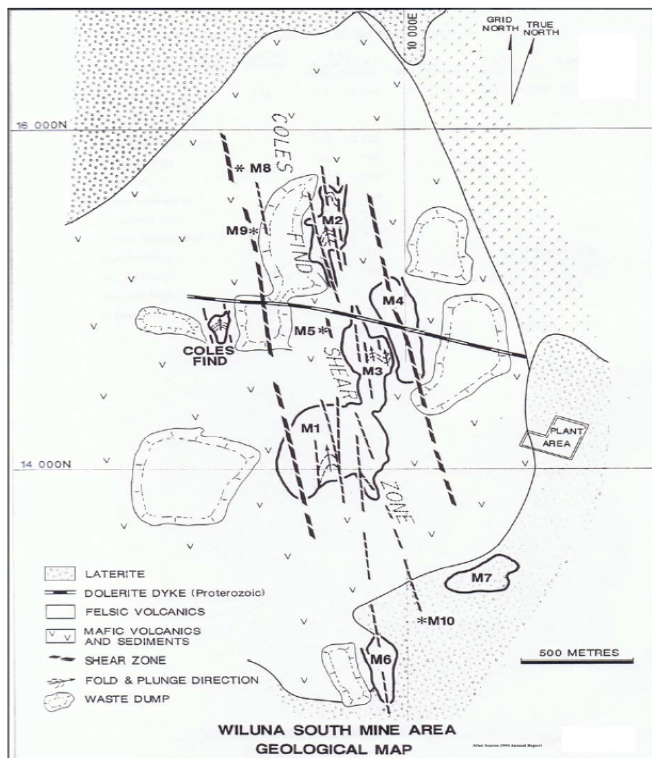 GRID
NORTH
TRUE
NORTH
10 000E
16 000N
COLES
FIND
SHEAR
ZONE
*M8
M2
M9*
M4
M5*
COLES
FIND
M3
M1
PLANT
AREA
14 000N
M7
*M10
M6
LATERITE
DOLERITE DYKE (Proterozoic)
FELSIC VOLCANICS
MAFIC VOLCANICS
AND SEDIMENTS
SHEAR ZONE
FOLD & PLUNGE DIRECTION
WASTE DUMP
500 METRES
WILUNA SOUTH MINE AREA
GEOLOGICAL MAP